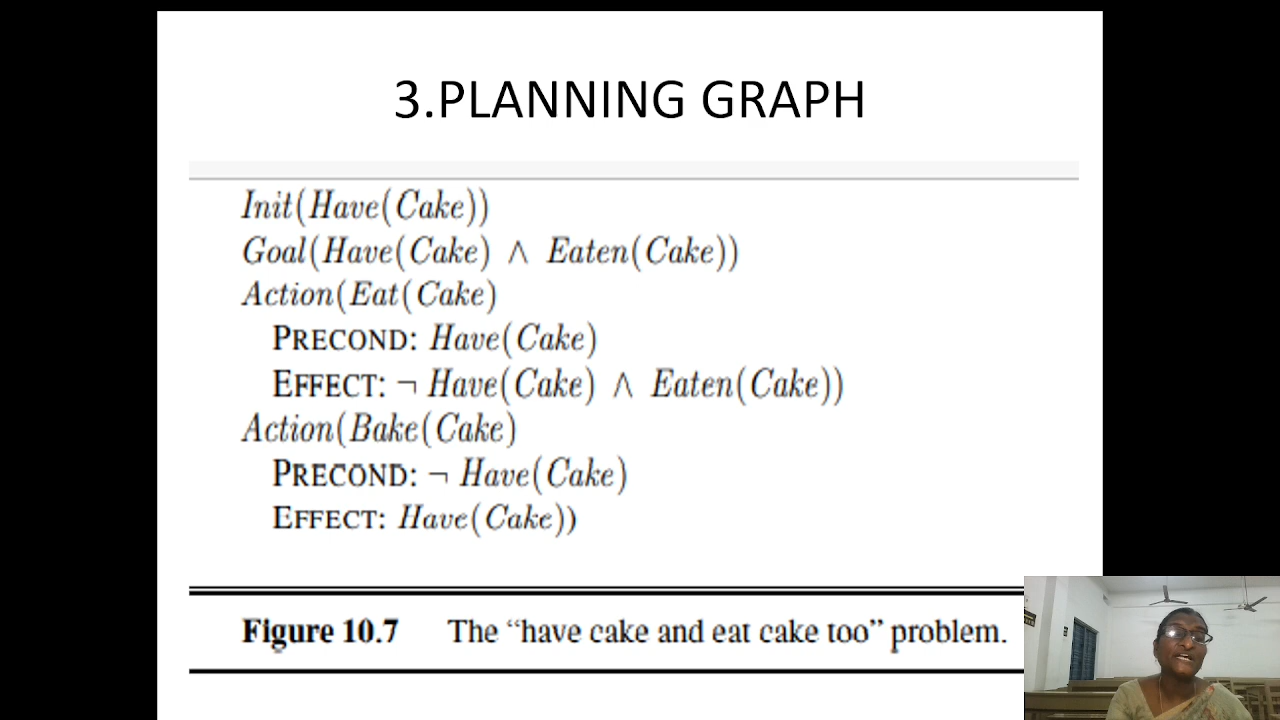 3.PLANNING GRAPH
Init(Have(Cake))
Goal(Have(Cake) ∧ Eaten(Cake))
Action(Eat(Cake)
PRECOND: Have(Cake)
EFFECT: ¬ Have(Cake) ∧ Eaten(Cake))
Action(Bake(Cake)
PRECOND: ¬ Have(Cake)
EFFECT: Have(Cake))
Figure 10.7 The “have cake and eat cake too” problem.